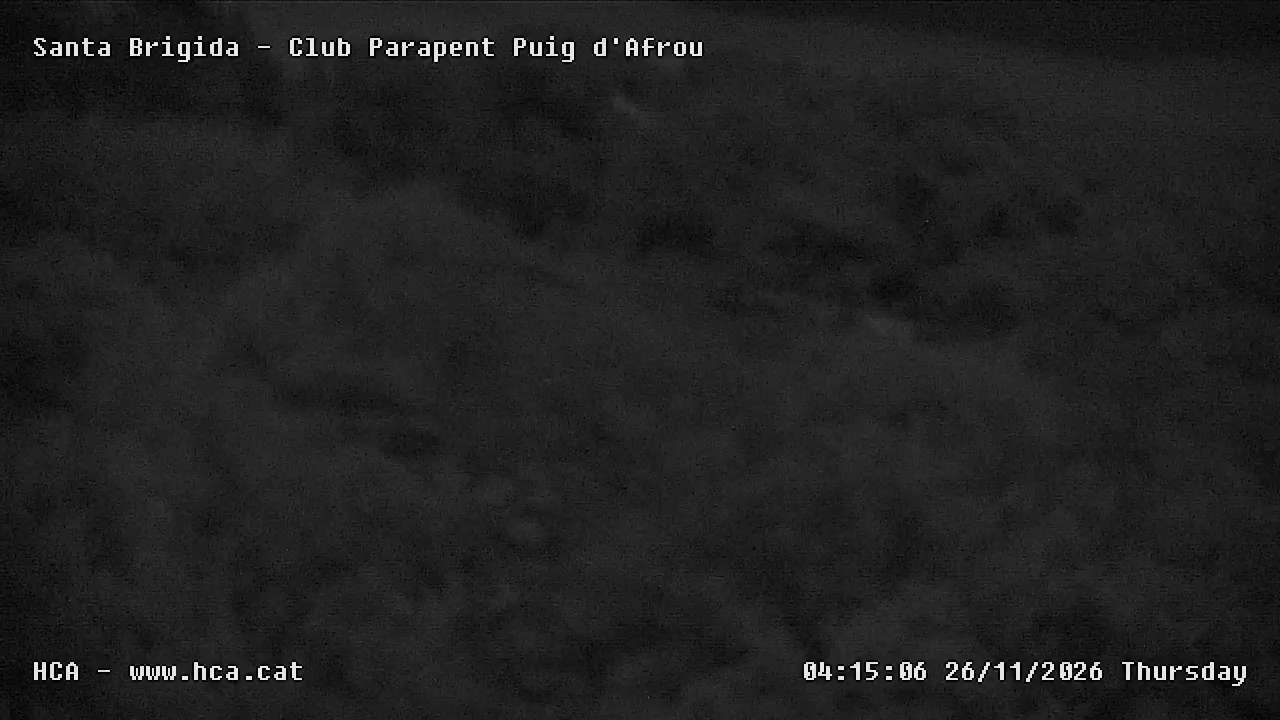 Santa Brigida - Club Parapent Puig d'Afrou
HCA - www.hca.cat
04:15:06 26/11/2026 Thursday